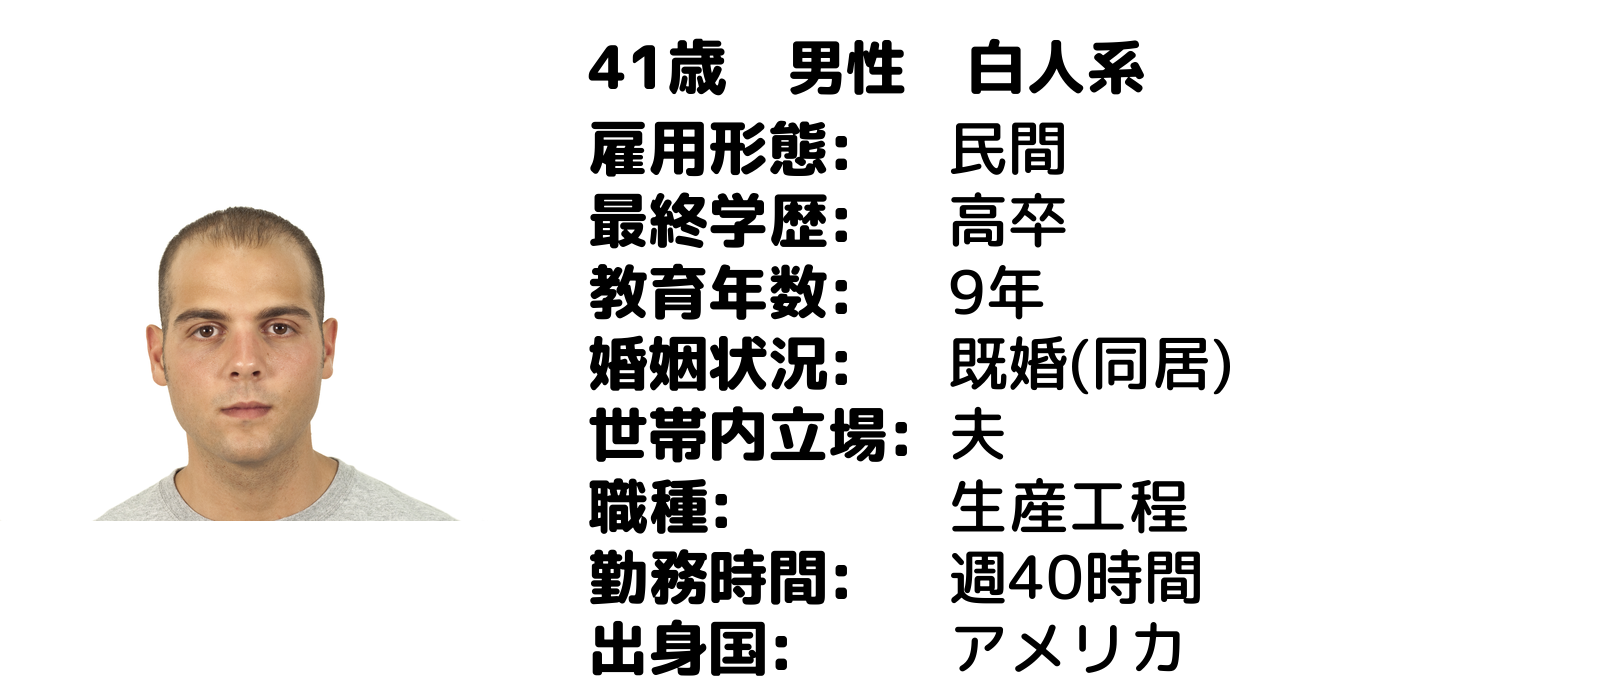 41歳　男性　白人系
雇用形態:　民間
最終学歴:　高卒
教育年数:　9年
婚姻状況:　既婚(同居)
世帯内立場:　夫
職種:　生産工程
勤務時間:　週40時間
出身国:　アメリカ